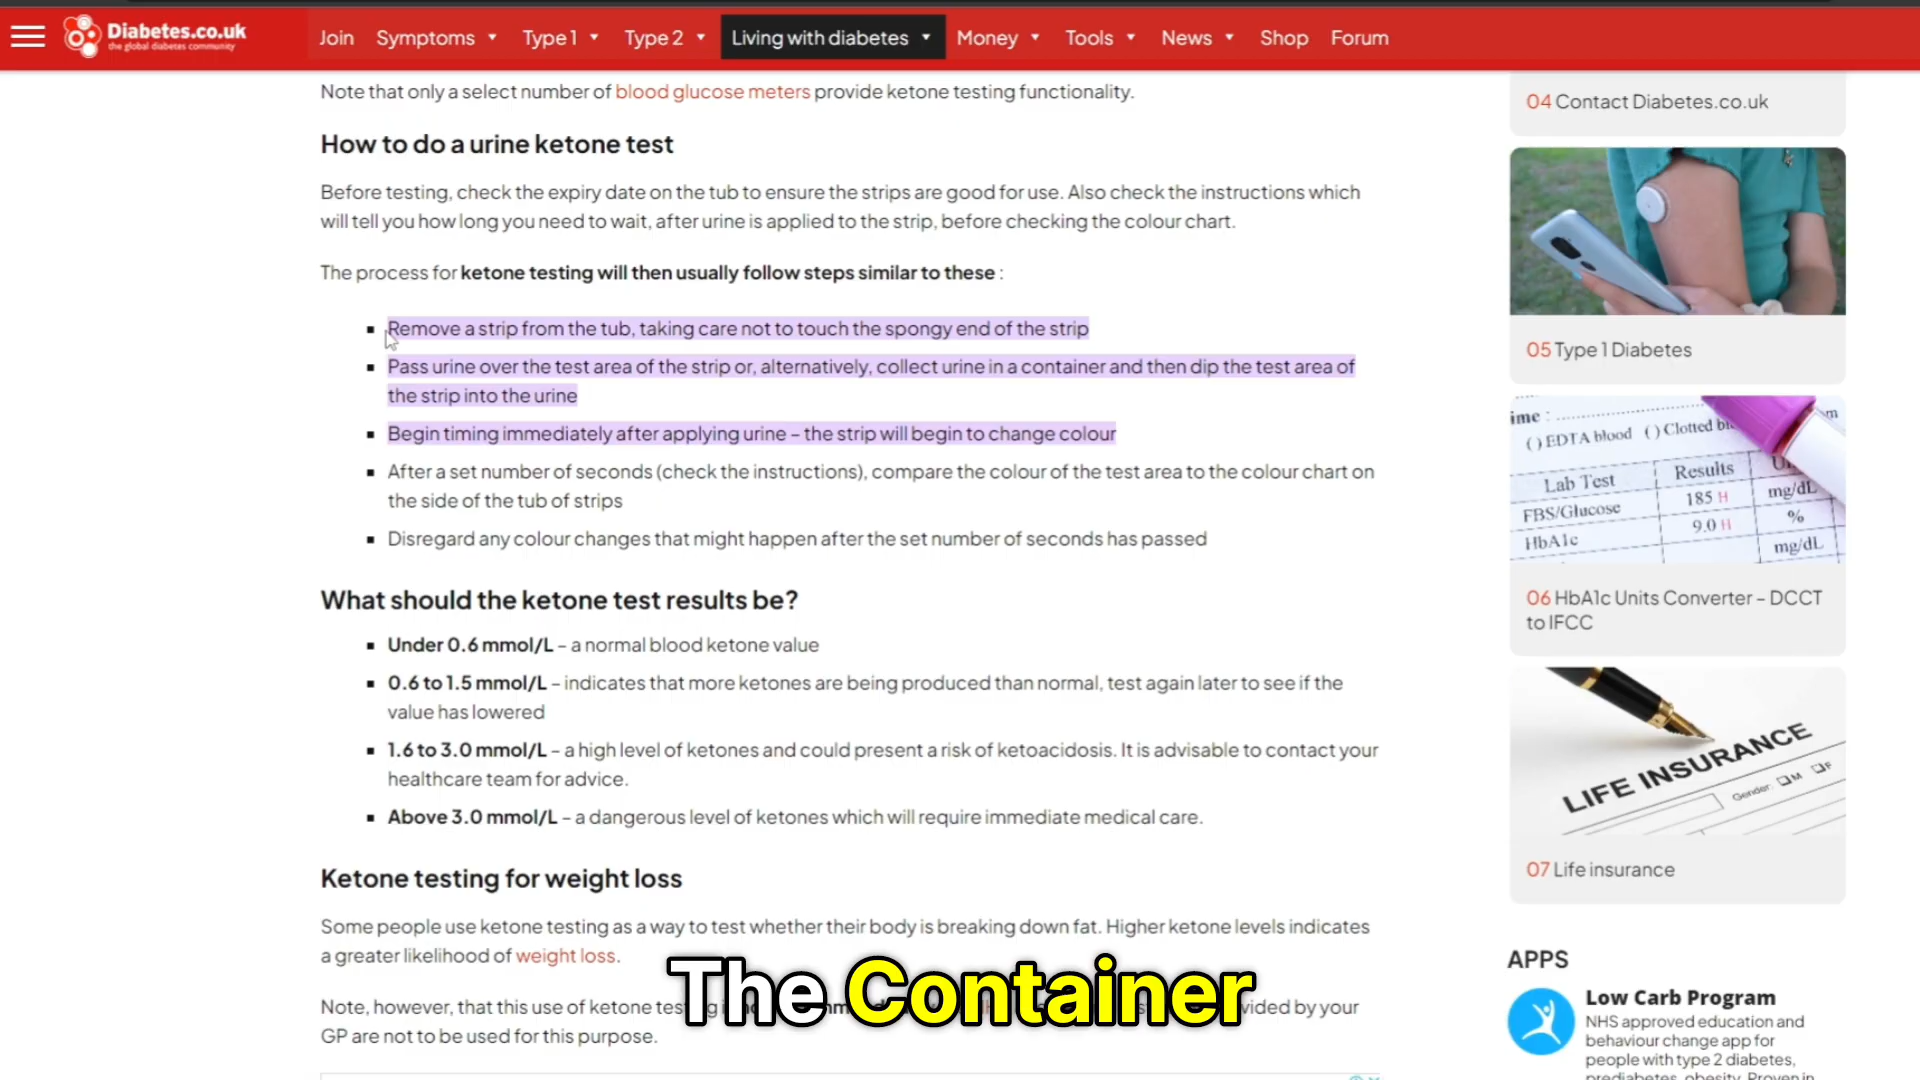 Diabetes.co.uk
the global diabetes community
Join Symptoms Type 1 Type 2 Living with diabetes Money Tools News Shop Forum
Note that only a select number of blood glucose meters provide ketone testing functionality.
How to do a urine ketone test
Before testing, check the expiry date on the tub to ensure the strips are good for use. Also check the instructions which
will tell you how long you need to wait, after urine is applied to the strip, before checking the colour chart.
The process for ketone testing will then usually follow steps similar to these :
Remove a strip from the tub, taking care not to touch the spongy end of the strip
Pass urine over the test area of the strip or, alternatively, collect urine in a container and then dip the test area of
the strip into the urine
Begin timing immediately after applying urine – the strip will begin to change colour
After a set number of seconds (check the instructions), compare the colour of the test area to the colour chart on
the side of the tub of strips
Disregard any colour changes that might happen after the set number of seconds has passed
What should the ketone test results be?
Under 0.6 mmol/L – a normal blood ketone value
0.6 to 1.5 mmol/L – indicates that more ketones are being produced than normal, test again later to see if the
value has lowered
1.6 to 3.0 mmol/L – a high level of ketones and could present a risk of ketoacidosis. It is advisable to contact your
healthcare team for advice.
Above 3.0 mmol/L – a dangerous level of ketones which will require immediate medical care.
Ketone testing for weight loss
Some people use ketone testing as a way to test whether their body is breaking down fat. Higher ketone levels indicates
a greater likelihood of weight loss.
Note, however, that this use of ketone by your
GP are not to be used for this purpose.
The Container
04 Contact Diabetes.co.uk
05 Type 1 Diabetes
( ) EDTA blood ( ) Clotted
Lab Test Results
FBS/Glucose 185 H mg/dL
HbA1c 9.0 H %
mg/dL
06 HbA1c Units Converter – DCCT
to IFCC
LIFE INSURANCE
Gender: M F
07 Life insurance
APPS
Low Carb Program
NHS approved education and
behaviour change app for
people with type 2 diabetes,
prediabetes, obesity. Proven in